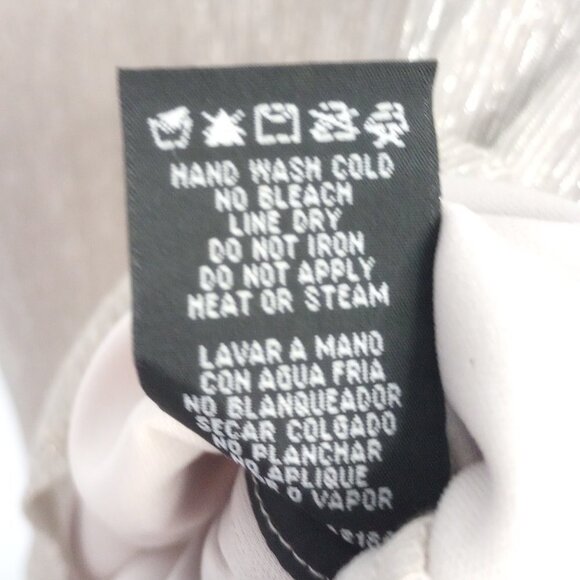 HAND WASH COLD
NO BLEACH
LINE DRY
DO NOT IRON
DO NOT APPLY
HEAT OR STEAM
LAVAR A MANO
CON AGUA FRIA
NO BLANQUEADOR
SECAR COLGADO
NO PLANCHAR
NO APLIQUE
O VAPOR